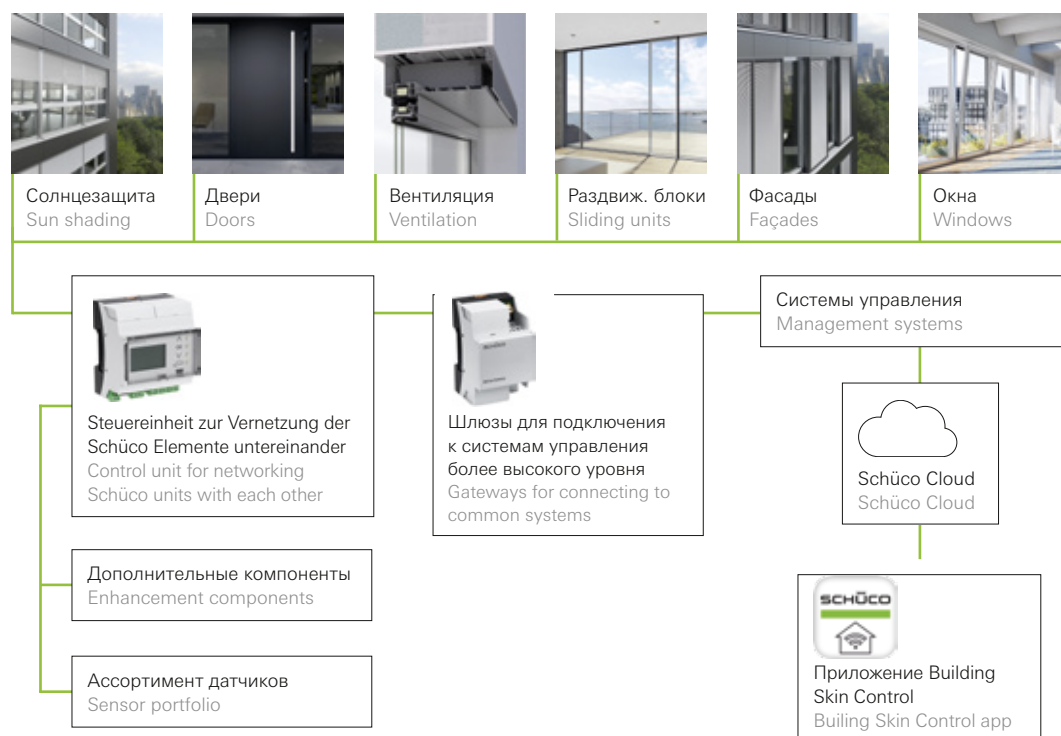 Солнцезащита
Sun shading
Двери
Doors
Вентиляция
Ventilation
Раздвиж. блоки
Sliding units
Фасады
Façades
Окна
Windows
Steuereinheit zur Vernetzung der
Schüco Elemente untereinander
Control unit for networking
Schüco units with each other
Шлюзы для подключения
к системам управления
более высокого уровня
Gateways for connecting to
common systems
Системы управления
Management systems
Schüco Cloud
Schüco Cloud
Дополнительные компоненты
Enhancement components
Ассортимент датчиков
Sensor portfolio
SCHÜCO
Приложение Building
Skin Control
Builing Skin Control app